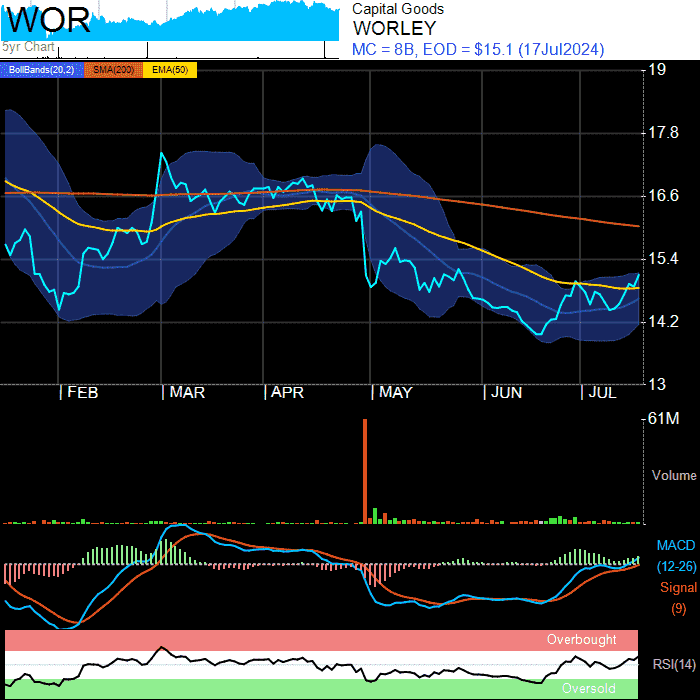 WOR
5yr Chart
Capital Goods
WORLEY
MC = 8B, EOD = $15.1 (17Jul2024)
BollBands(20,2) SMA(200) EMA(50)
19
17.8
16.6
15.4
14.2
13
FEB MAR APR MAY JUN JUL
61M
Volume
MACD
(12-26)
Signal
(9)
Overbought
RSI(14)
Oversold